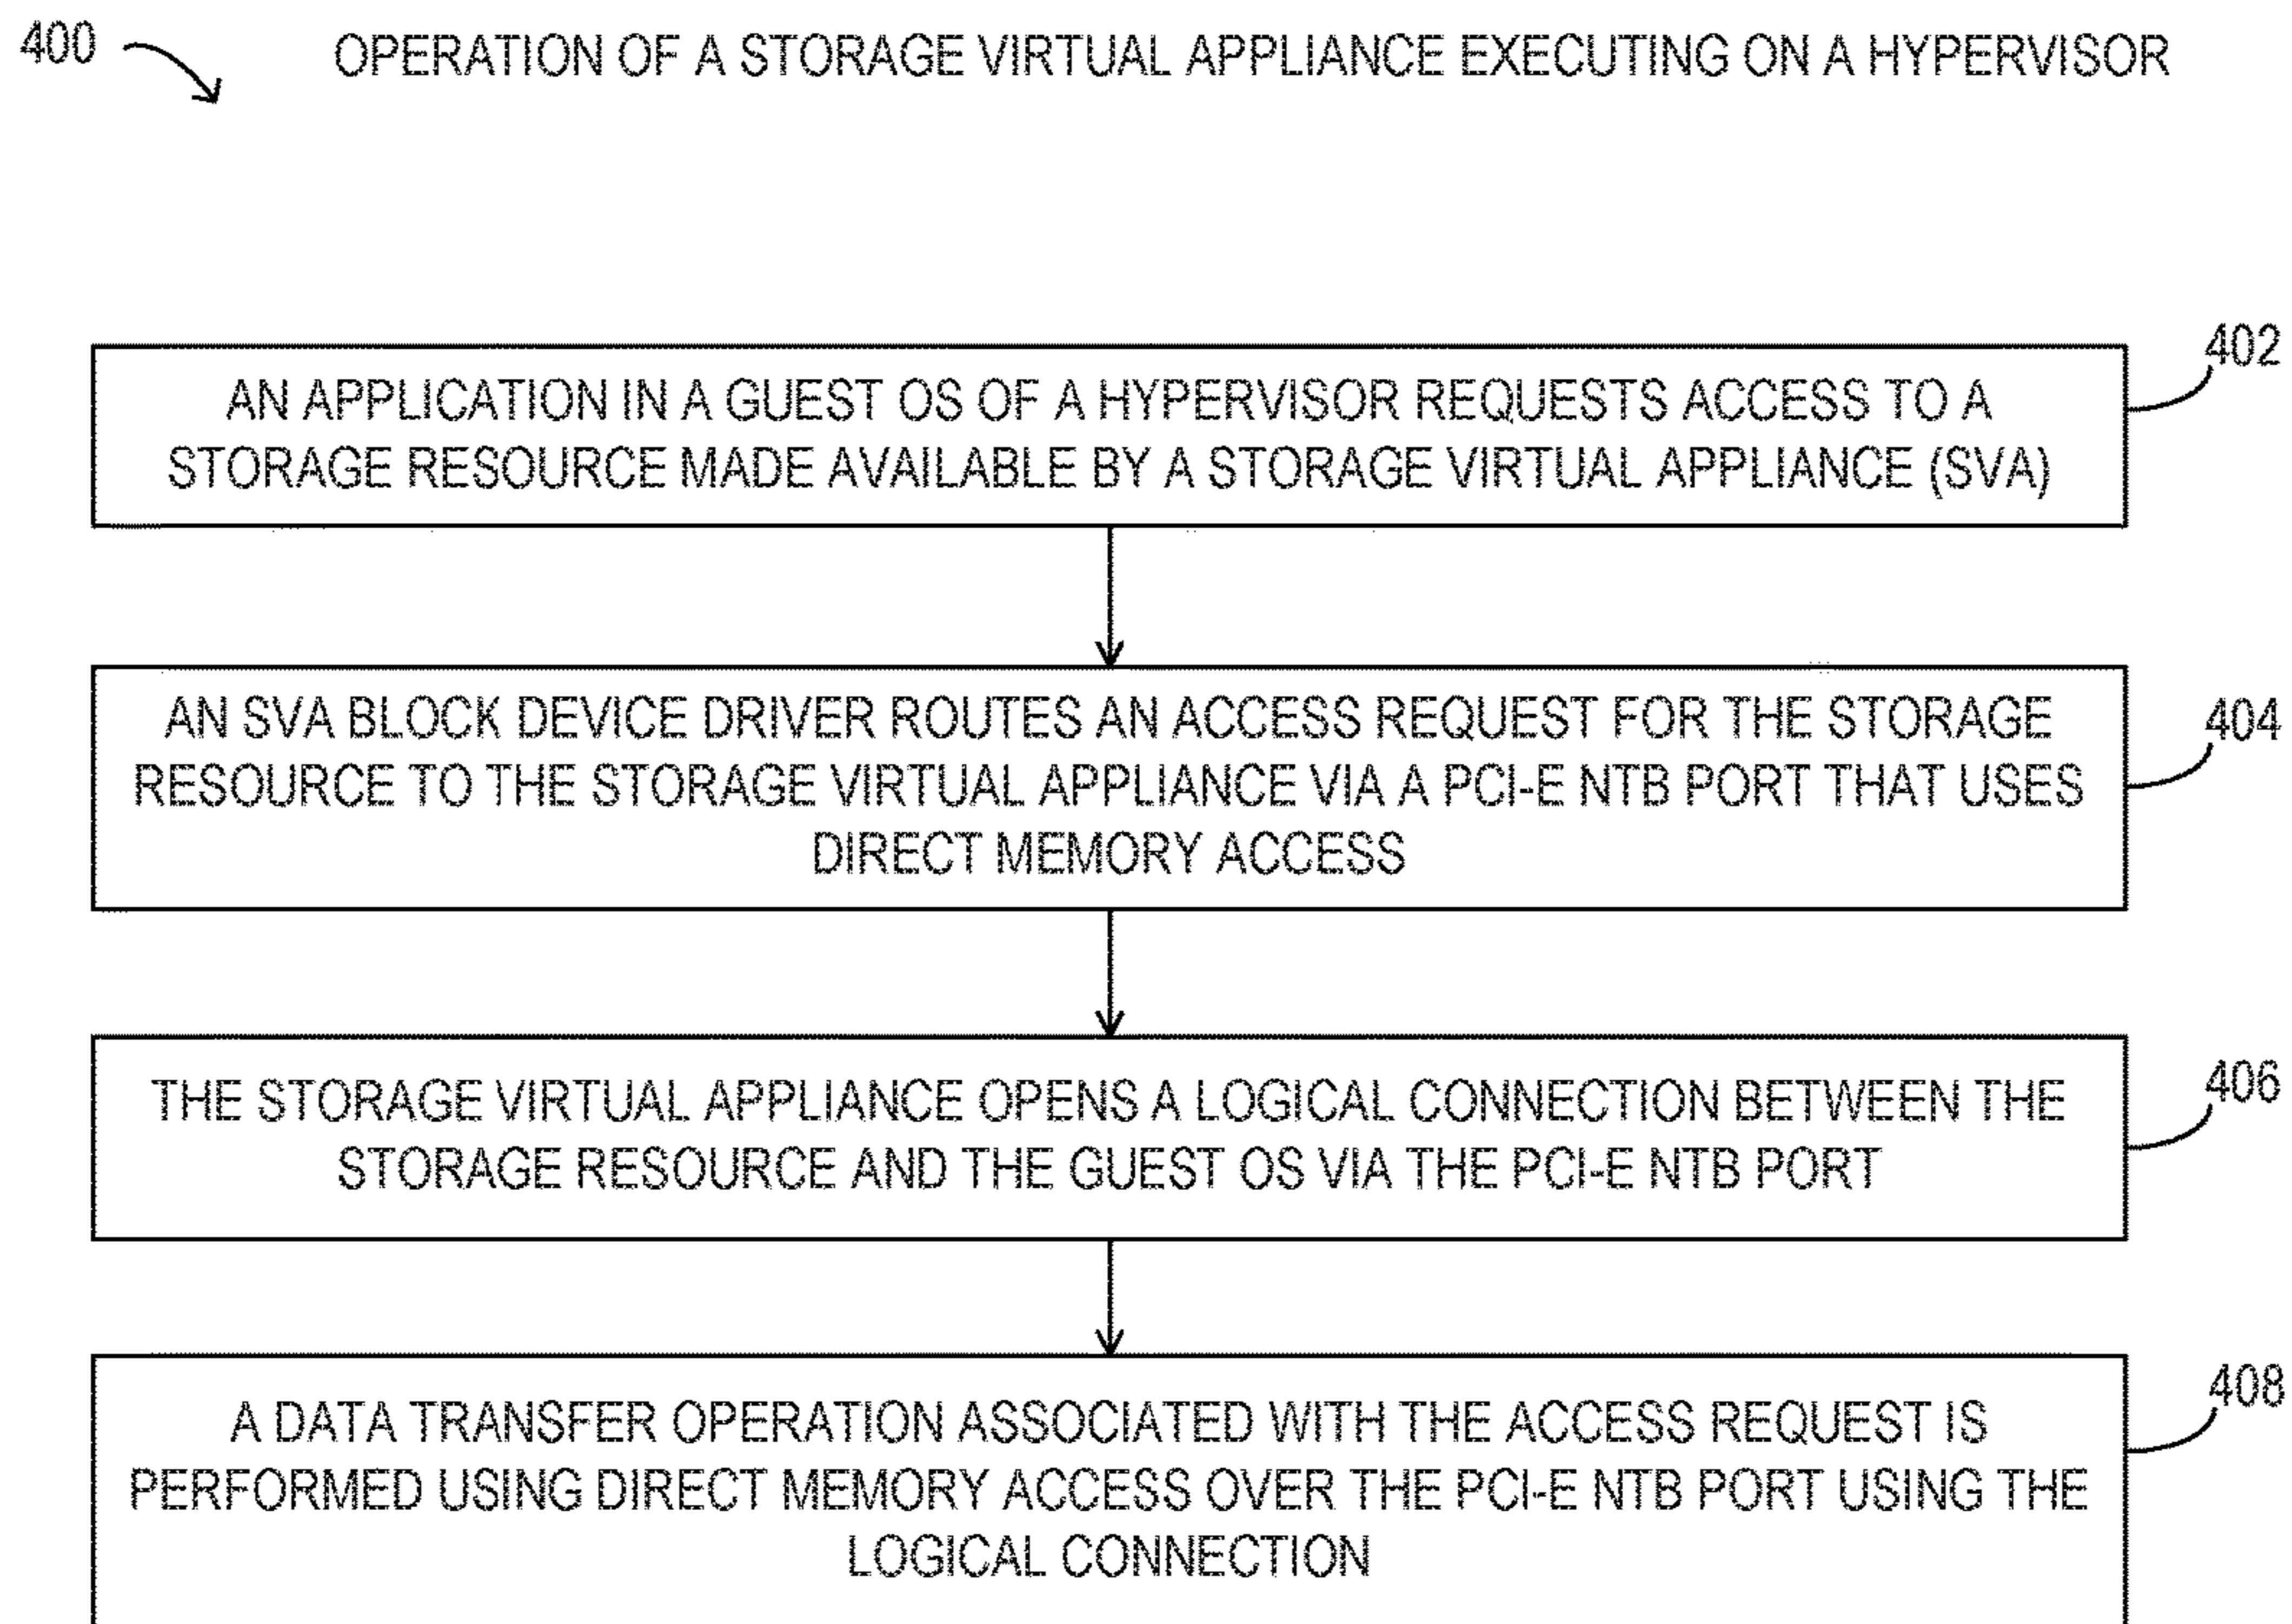 400
OPERATION OF A STORAGE VIRTUAL APPLIANCE EXECUTING ON A HYPERVISOR
402
AN APPLICATION IN A GUEST OS OF A HYPERVISOR REQUESTS ACCESS TO A
STORAGE RESOURCE MADE AVAILABLE BY A STORAGE VIRTUAL APPLIANCE (SVA)
404
AN SVA BLOCK DEVICE DRIVER ROUTES AN ACCESS REQUEST FOR THE STORAGE
RESOURCE TO THE STORAGE VIRTUAL APPLIANCE VIA A PCI-E NTB PORT THAT USES
DIRECT MEMORY ACCESS
406
THE STORAGE VIRTUAL APPLIANCE OPENS A LOGICAL CONNECTION BETWEEN THE
STORAGE RESOURCE AND THE GUEST OS VIA THE PCI-E NTB PORT
408
A DATA TRANSFER OPERATION ASSOCIATED WITH THE ACCESS REQUEST IS
PERFORMED USING DIRECT MEMORY ACCESS OVER THE PCI-E NTB PORT USING THE
LOGICAL CONNECTION